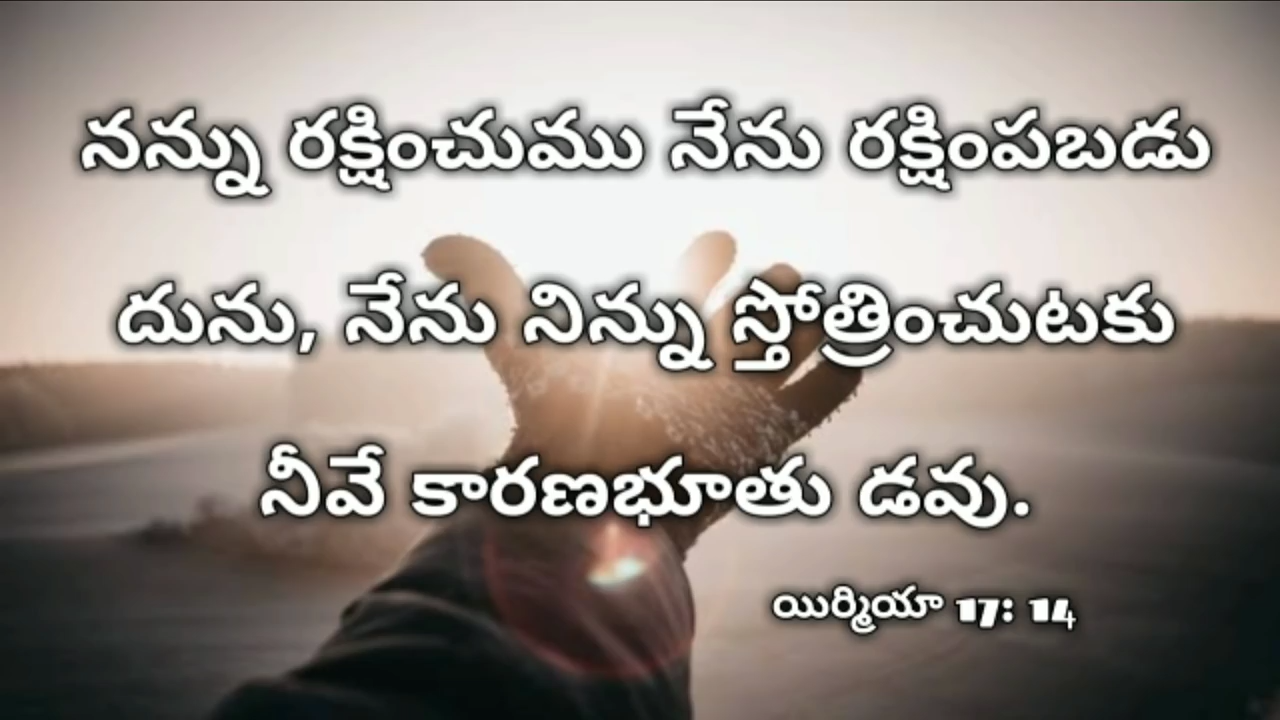 నన్ను రక్షించుము నేను రక్షింపబడు
దును, నేను నిన్ను స్తోత్రించుటకు
నీవే కారణభూతు డవు.
యిర్మియా 17: 14